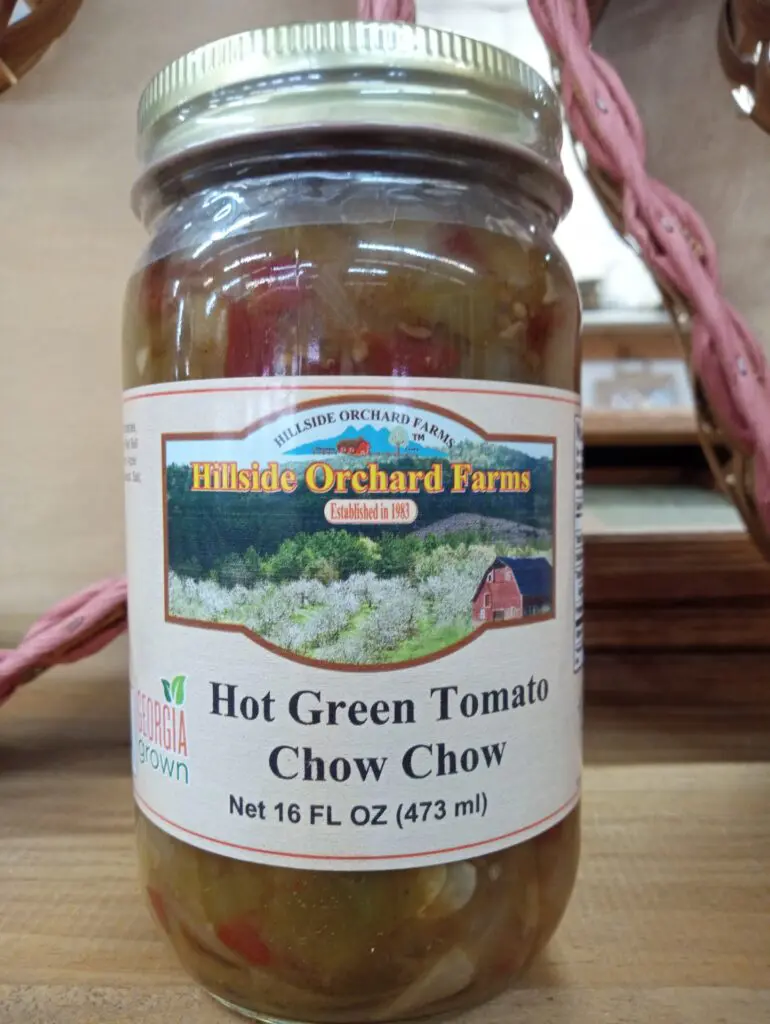 HILLSIDE ORCHARD FARMS
TM
Hillside Orchard Farms
Established in 1983
GEORGIA
grown
Hot Green Tomato
Chow Chow
Net 16 FL OZ (473 ml)